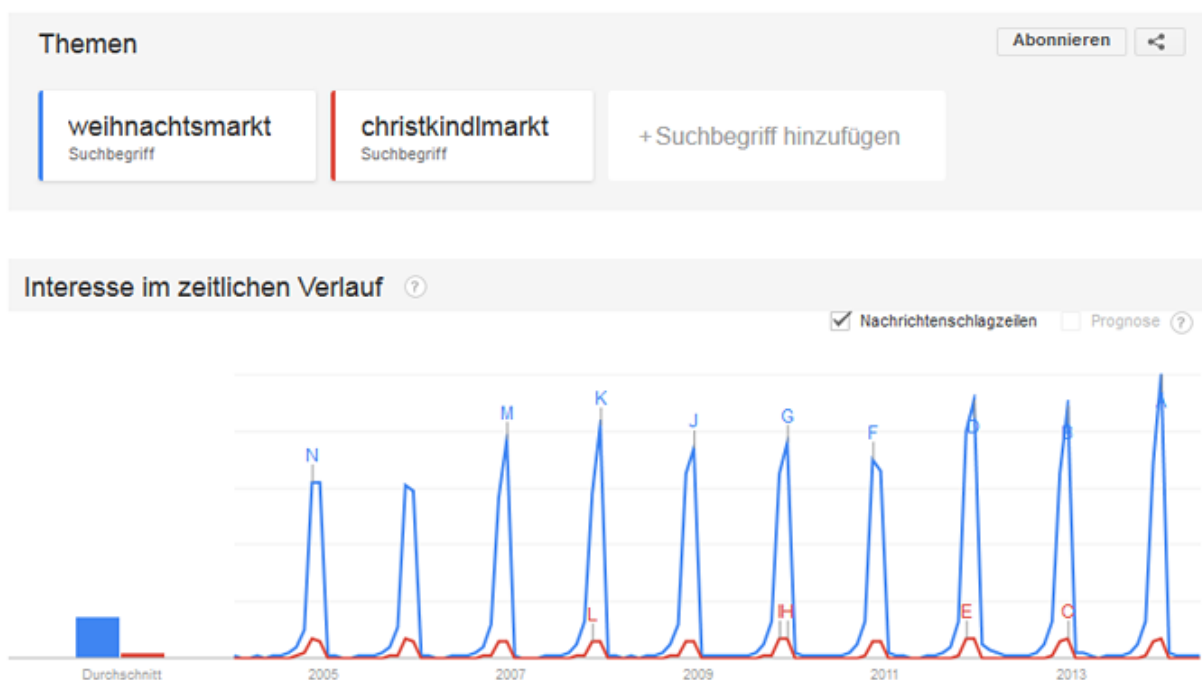 Themen
Abonnieren
weihnachtsmarkt
Suchbegriff
christkindlmarkt
Suchbegriff
+Suchbegriff hinzufügen
Interesse im zeitlichen Verlauf ?
Nachrichtenschlagzeilen
Prognose ?
N
M
K
J
G
F
D
B
A
L
I
H
E
C
Durchschnitt
2005
2007
2009
2011
2013